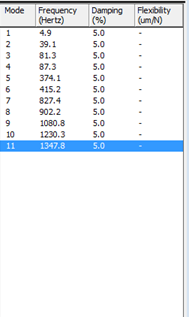 Mode Frequency (Hertz) Damping (%) Flexibility (um/N)
1 4.9 5.0 -
2 39.1 5.0 -
3 81.3 5.0 -
4 87.3 5.0 -
5 374.1 5.0 -
6 415.2 5.0 -
7 827.4 5.0 -
8 902.2 5.0 -
9 1080.8 5.0 -
10 1230.3 5.0 -
11 1347.8 5.0 -